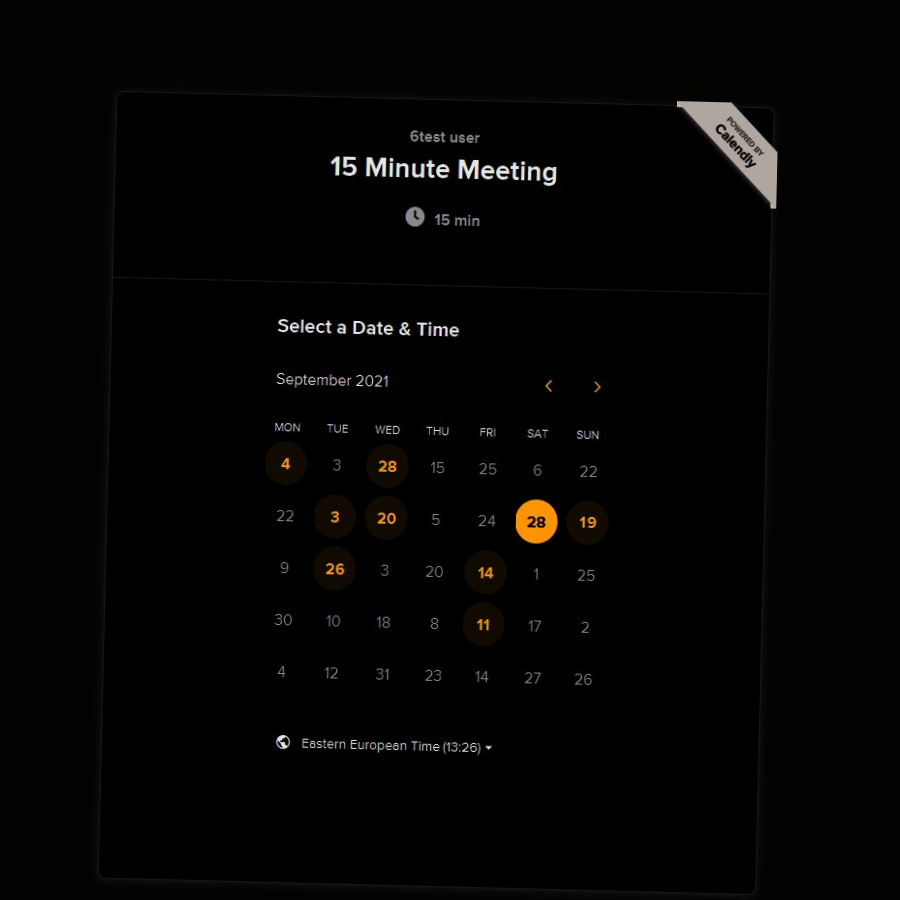 6test user
15 Minute Meeting
15 min
POWERED BY
Calendly
Select a Date & Time
September 2021
MON TUE WED THU FRI SAT SUN
4 3 28 15 25 6 22
22 3 20 5 24 28 19
9 26 3 20 14 1 25
30 10 18 8 11 17 2
4 12 31 23 14 27 26
Eastern European Time (13:26)